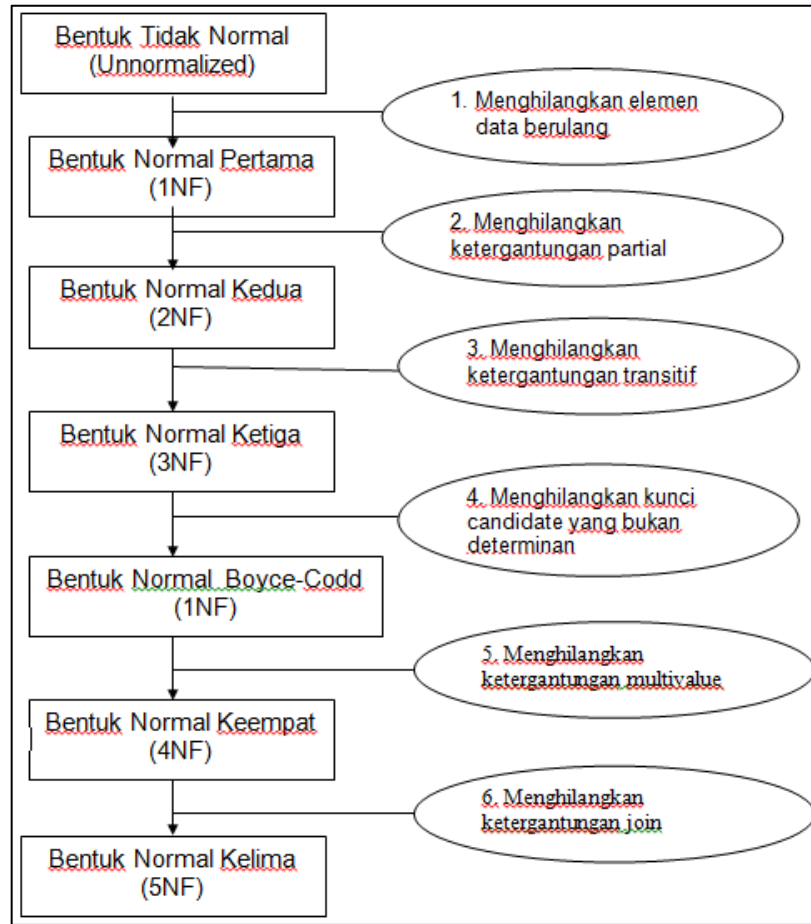 Bentuk Tidak Normal
(Unnormalized)
1. Menghilangkan elemen
data berulang
Bentuk Normal Pertama
(1NF)
2. Menghilangkan
ketergantungan partial
Bentuk Normal Kedua
(2NF)
3. Menghilangkan
ketergantungan transitif
Bentuk Normal Ketiga
(3NF)
4. Menghilangkan kunci
candidate yang bukan
determinan
Bentuk Normal Boyce-Codd
(1NF)
5. Menghilangkan
ketergantungan multivalue
Bentuk Normal Keempat
(4NF)
6. Menghilangkan
ketergantungan join
Bentuk Normal Kelima
(5NF)